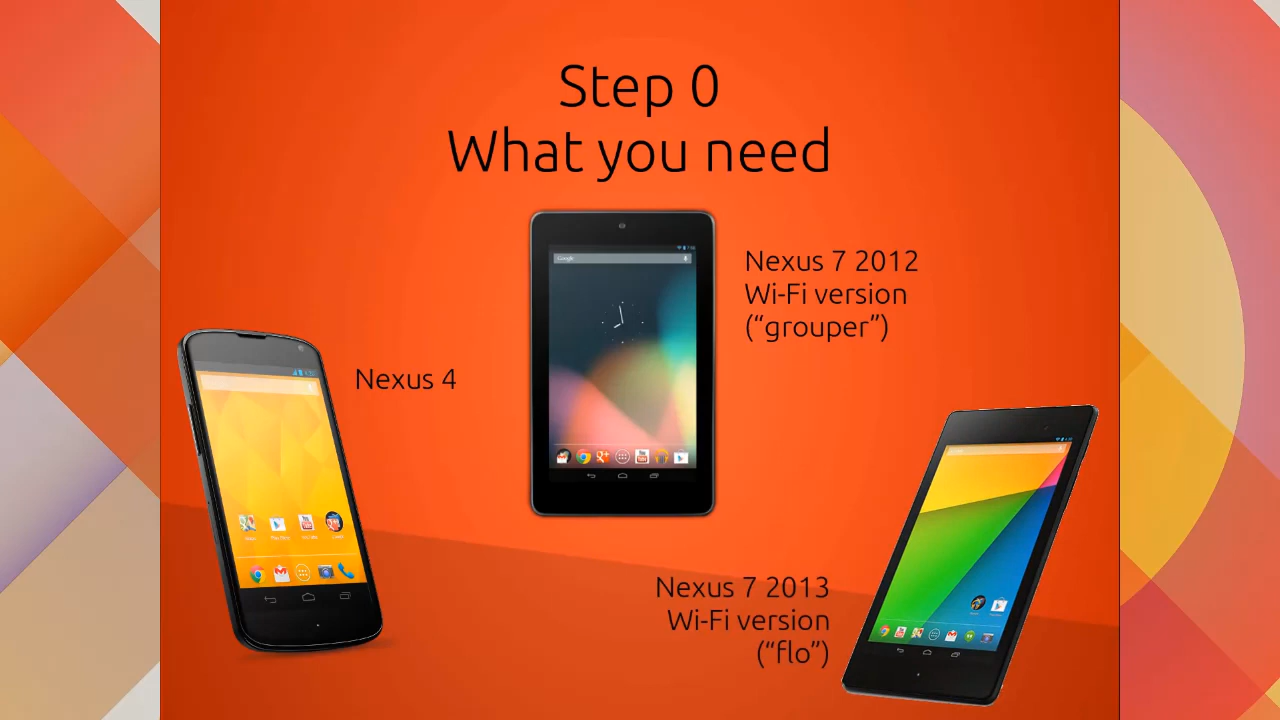 Step 0
What you need
Nexus 7 2012
Wi-Fi version
(“grouper”)
Nexus 4
Nexus 7 2013
Wi-Fi version
(“flo”)
Google